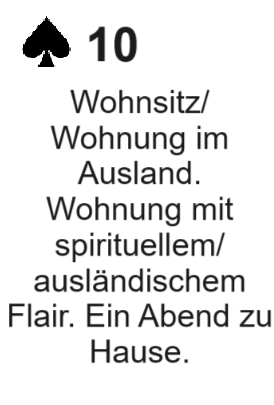 ♠ 10
Wohnsitz/
Wohnung im
Ausland.
Wohnung mit
spirituellem/
ausländischem
Flair. Ein Abend zu
Hause.